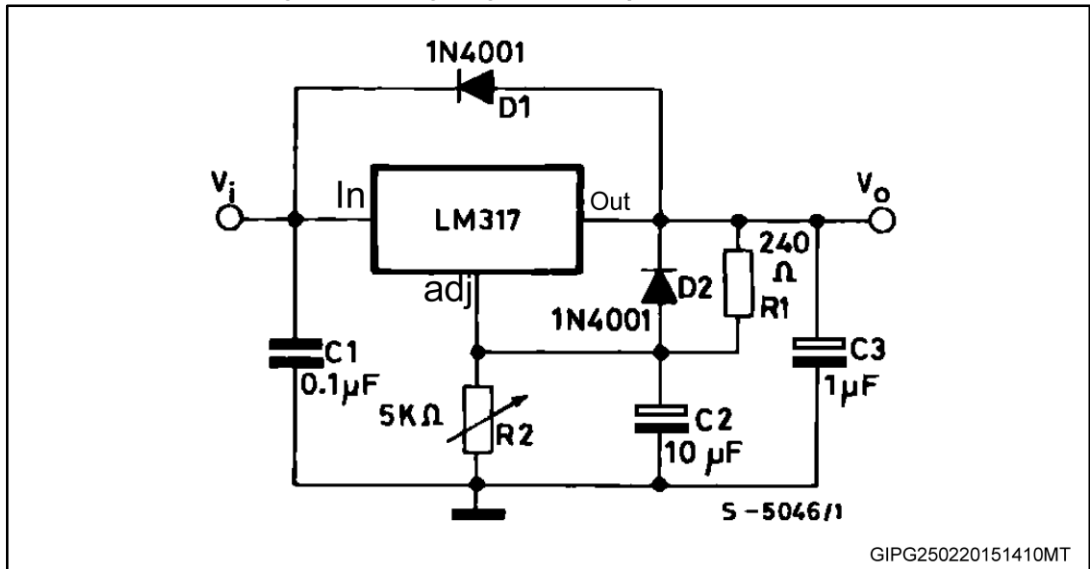 1N4001
D1
Vi
In
LM317
Out
Vo
adj
D2
1N4001
240
Ω
R1
C1
0.1µF
5KΩ
R2
C2
10 µF
C3
1µF
S-5046/1
GIPG250220151410MT